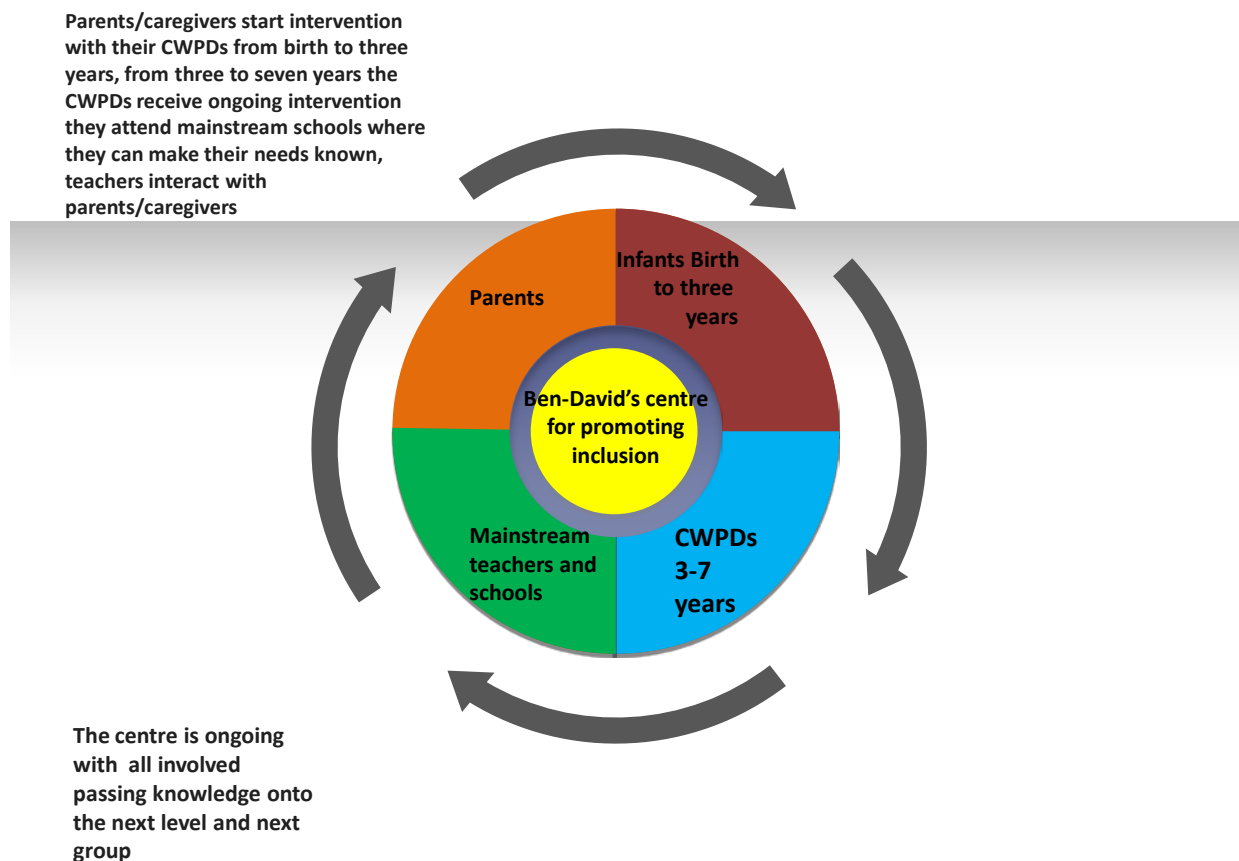 Parents/caregivers start intervention
with their CWPDs from birth to three
years, from three to seven years the
CWPDs receive ongoing intervention
they attend mainstream schools where
they can make their needs known,
teachers interact with
parents/caregivers
Parents
Infants Birth
to three
years
Ben-David's centre
for promoting
inclusion
Mainstream
teachers and
schools
CWPDs
3-7
years
The centre is ongoing
with all involved
passing knowledge onto
the next level and next
group